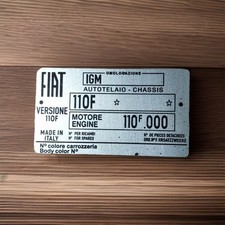 OMOLOGAZIONE
FIAT IGM
AUTOTELAIO - CHASSIS
110F ☆ ☆
VERSIONE 110F
MOTORE ENGINE 110F.000
MADE IN ITALY
Nº PER RICAMBI Nº FOR SPARES
Nº DE PIECES DETACHEES
Nº colore carrozzeria
Body color Nº